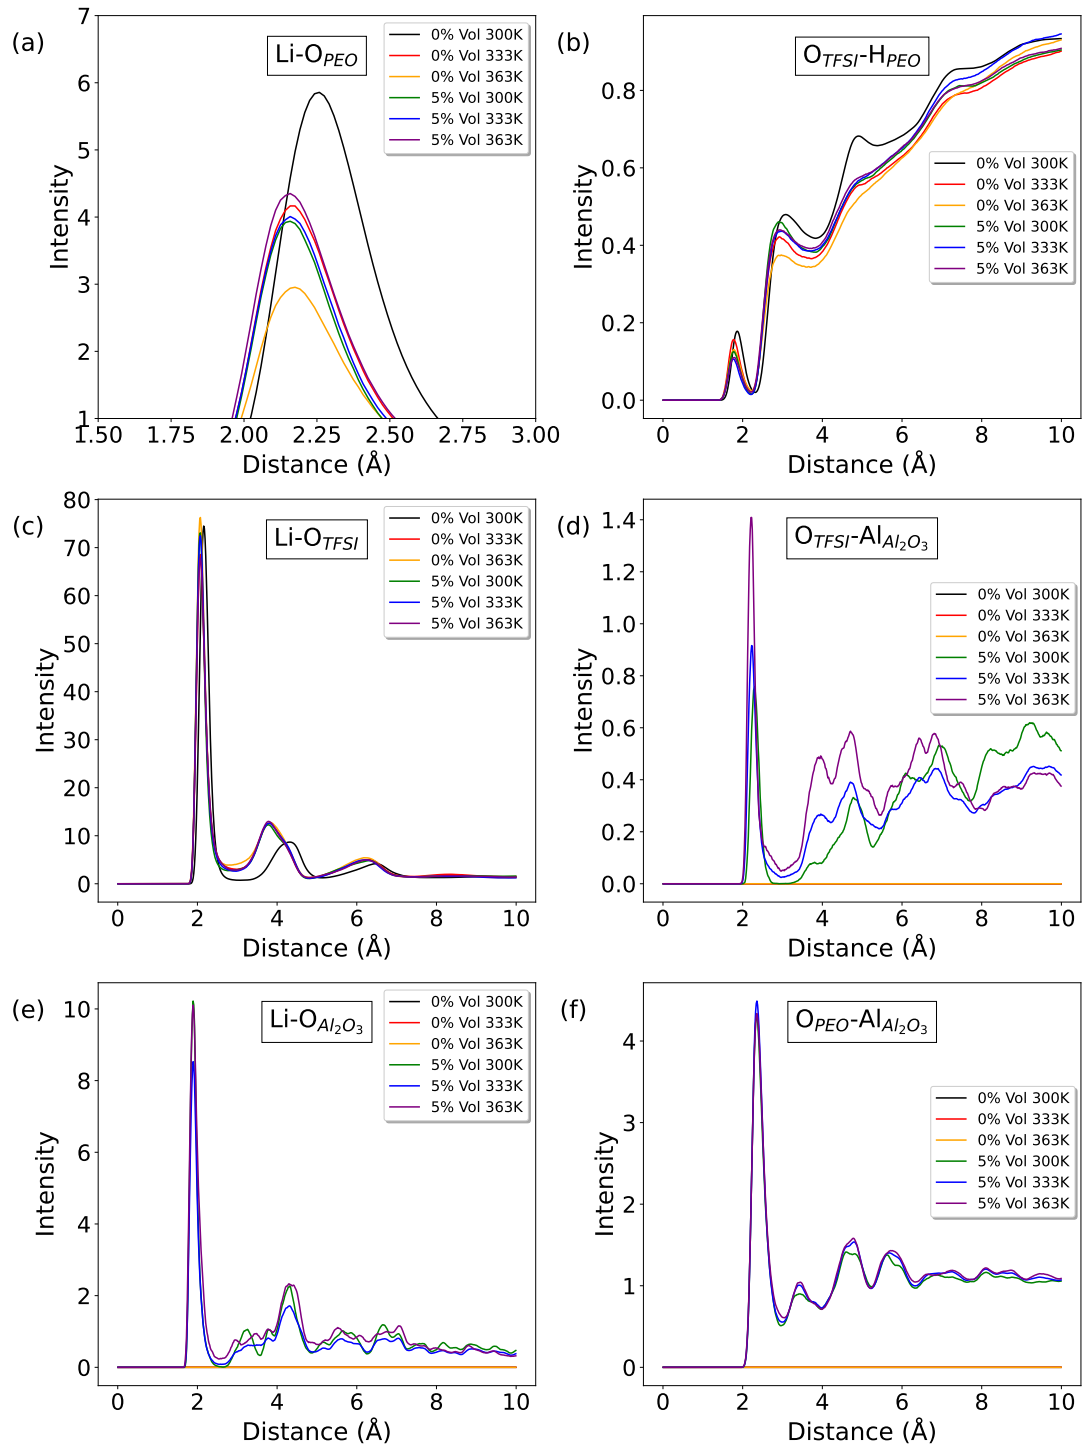 (a)
Li-O_PEO
0% Vol 300K
0% Vol 333K
0% Vol 363K
5% Vol 300K
5% Vol 333K
5% Vol 363K
7
6
5
4
3
2
1
Intensity
1.50 1.75 2.00 2.25 2.50 2.75 3.00
Distance (Å)
(b)
O_TFSI-H_PEO
0% Vol 300K
0% Vol 333K
0% Vol 363K
5% Vol 300K
5% Vol 333K
5% Vol 363K
0.8
0.6
0.4
0.2
0.0
Intensity
0 2 4 6 8 10
Distance (Å)
(c)
Li-O_TFSI
0% Vol 300K
0% Vol 333K
0% Vol 363K
5% Vol 300K
5% Vol 333K
5% Vol 363K
80
70
60
50
40
30
20
10
0
Intensity
0 2 4 6 8 10
Distance (Å)
(d)
O_TFSI-Al_Al₂O₃
0% Vol 300K
0% Vol 333K
0% Vol 363K
5% Vol 300K
5% Vol 333K
5% Vol 363K
1.4
1.2
1.0
0.8
0.6
0.4
0.2
0.0
Intensity
0 2 4 6 8 10
Distance (Å)
(e)
Li-O_Al₂O₃
0% Vol 300K
0% Vol 333K
0% Vol 363K
5% Vol 300K
5% Vol 333K
5% Vol 363K
10
8
6
4
2
0
Intensity
0 2 4 6 8 10
Distance (Å)
(f)
O_PEO-Al_Al₂O₃
0% Vol 300K
0% Vol 333K
0% Vol 363K
5% Vol 300K
5% Vol 333K
5% Vol 363K
4
3
2
1
0
Intensity
0 2 4 6 8 10
Distance (Å)